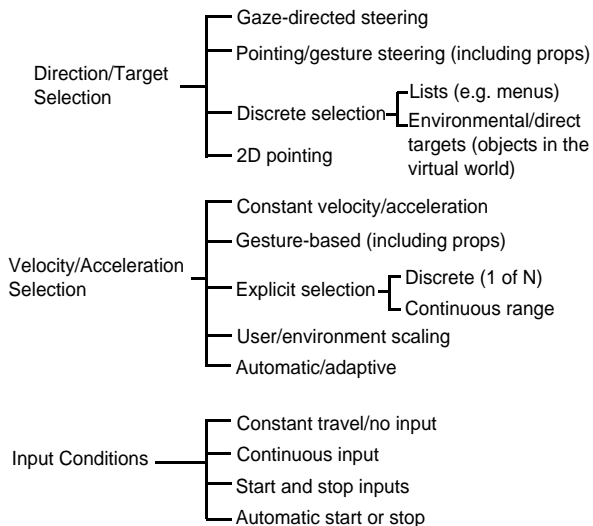 Gaze-directed steering
Pointing/gesture steering (including props)
Direction/Target
Selection
Discrete selection
Lists (e.g. menus)
Environmental/direct
targets (objects in the
virtual world)
2D pointing
Constant velocity/acceleration
Gesture-based (including props)
Velocity/Acceleration
Selection
Explicit selection
Discrete (1 of N)
Continuous range
User/environment scaling
Automatic/adaptive
Constant travel/no input
Input Conditions
Continuous input
Start and stop inputs
Automatic start or stop